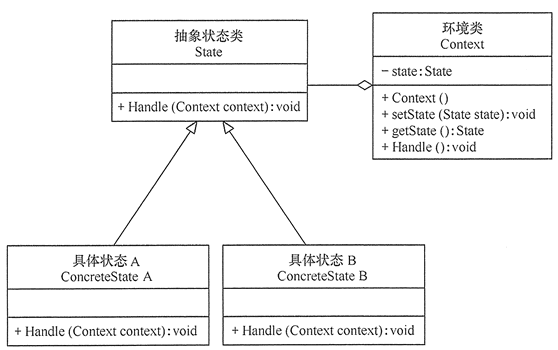 抽象状态类
State
+ Handle (Context context): void
环境类
Context
− state: State
+ Context ()
+ setState (State state): void
+ getState (): State
+ Handle (): void
具体状态 A
ConcreteState A
+ Handle (Context context): void
具体状态 B
ConcreteState B
+ Handle (Context context): void